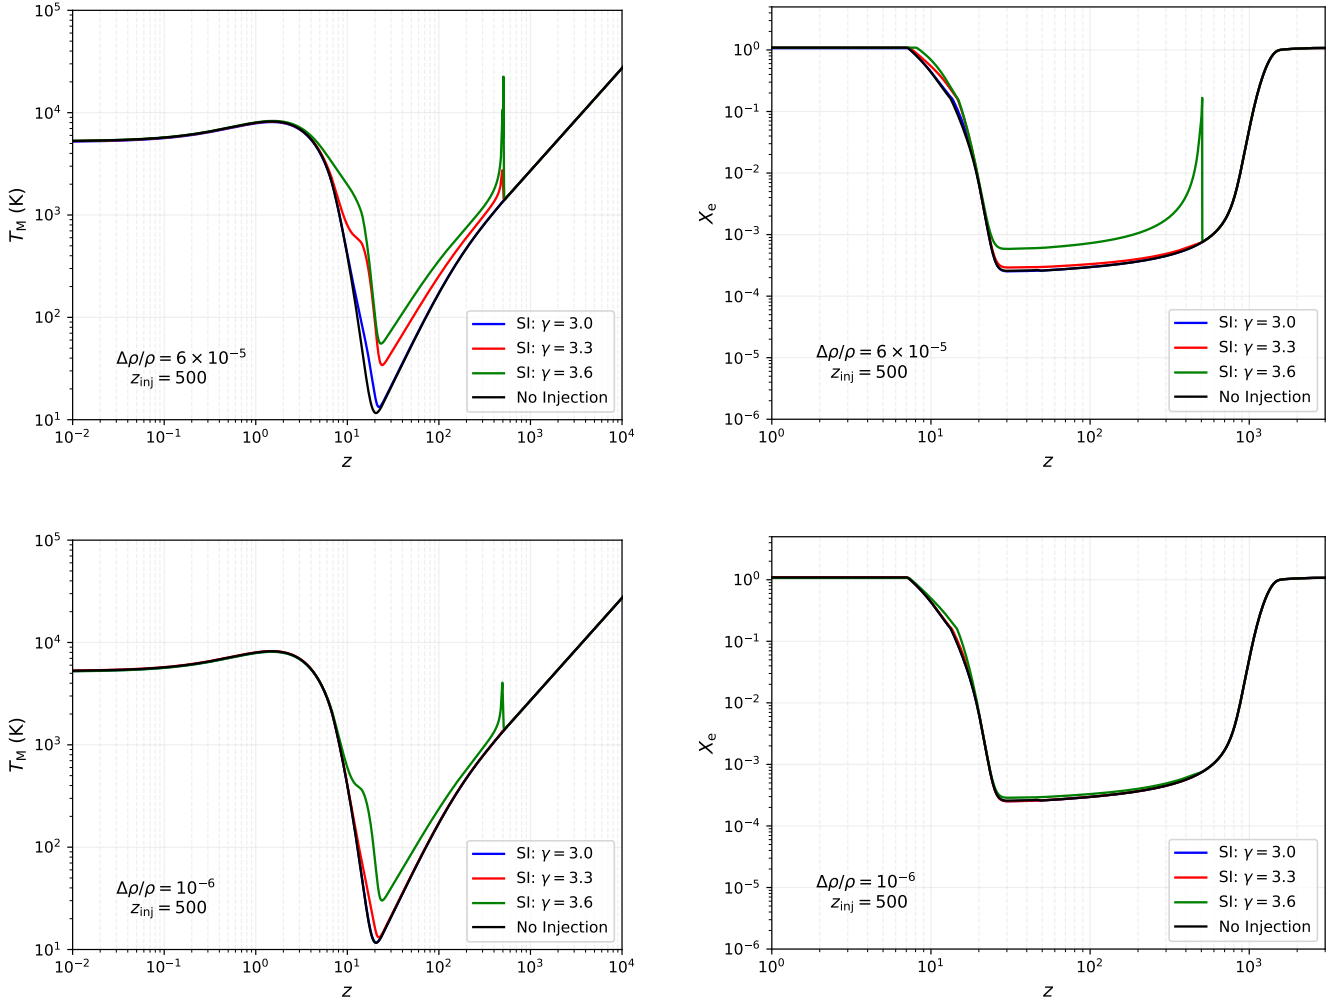 10^5
10^4
10^3
10^2
10^1
T_M (K)
Δρ/ρ = 6 × 10^-5
z_inj = 500
SI: γ = 3.0
SI: γ = 3.3
SI: γ = 3.6
No Injection
10^-2 10^-1 10^0 10^1 10^2 10^3 10^4
z
10^0
10^-1
10^-2
10^-3
10^-4
10^-5
10^-6
X_e
Δρ/ρ = 6 × 10^-5
z_inj = 500
SI: γ = 3.0
SI: γ = 3.3
SI: γ = 3.6
No Injection
10^0 10^1 10^2 10^3
z
10^5
10^4
10^3
10^2
10^1
T_M (K)
Δρ/ρ = 10^-6
z_inj = 500
SI: γ = 3.0
SI: γ = 3.3
SI: γ = 3.6
No Injection
10^-2 10^-1 10^0 10^1 10^2 10^3 10^4
z
10^0
10^-1
10^-2
10^-3
10^-4
10^-5
10^-6
X_e
Δρ/ρ = 10^-6
z_inj = 500
SI: γ = 3.0
SI: γ = 3.3
SI: γ = 3.6
No Injection
10^0 10^1 10^2 10^3
z